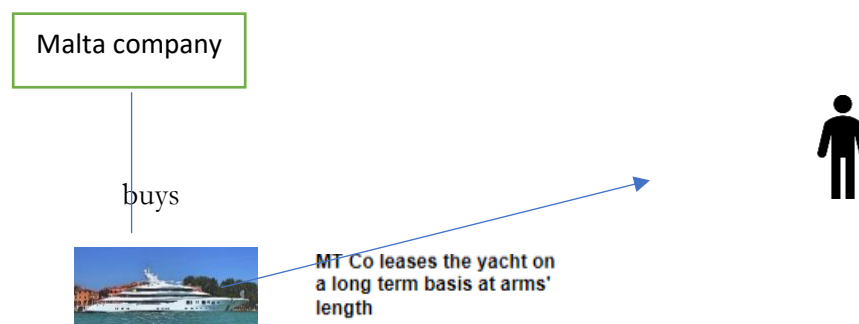 Malta company
buys
MT Co leases the yacht on
a long term basis at arms'
length